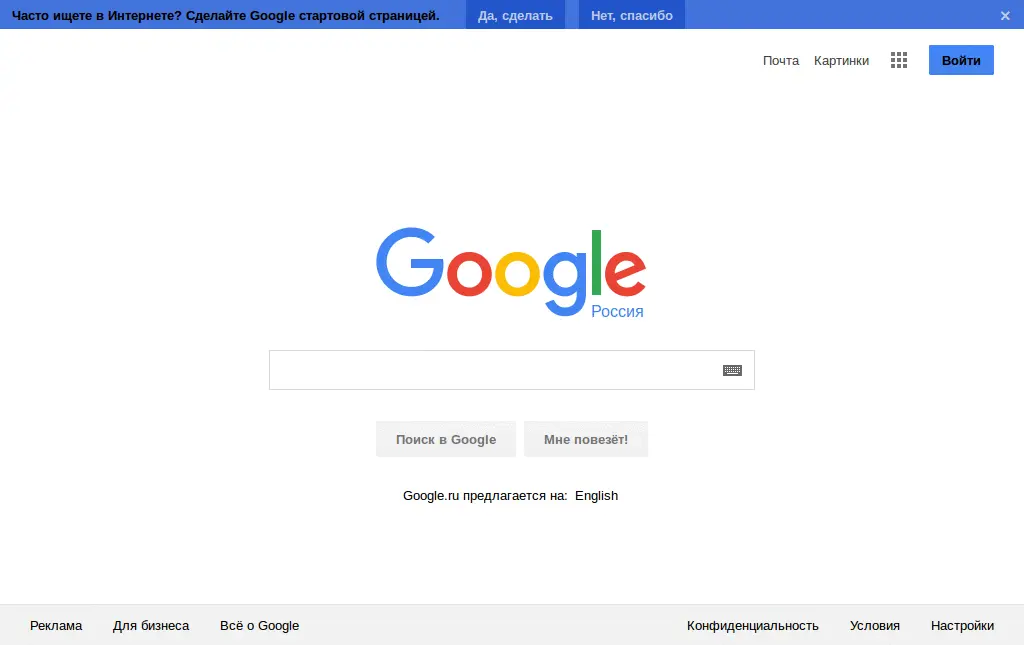 Часто ищете в Интернете? Сделайте Google стартовой страницей. Да, сделать Нет, спасибо ×
Почта Картинки Войти
Google
Россия
Поиск в Google Мне повезёт!
Google.ru предлагается на: English
Реклама Для бизнеса Всё о Google Конфиденциальность Условия Настройки